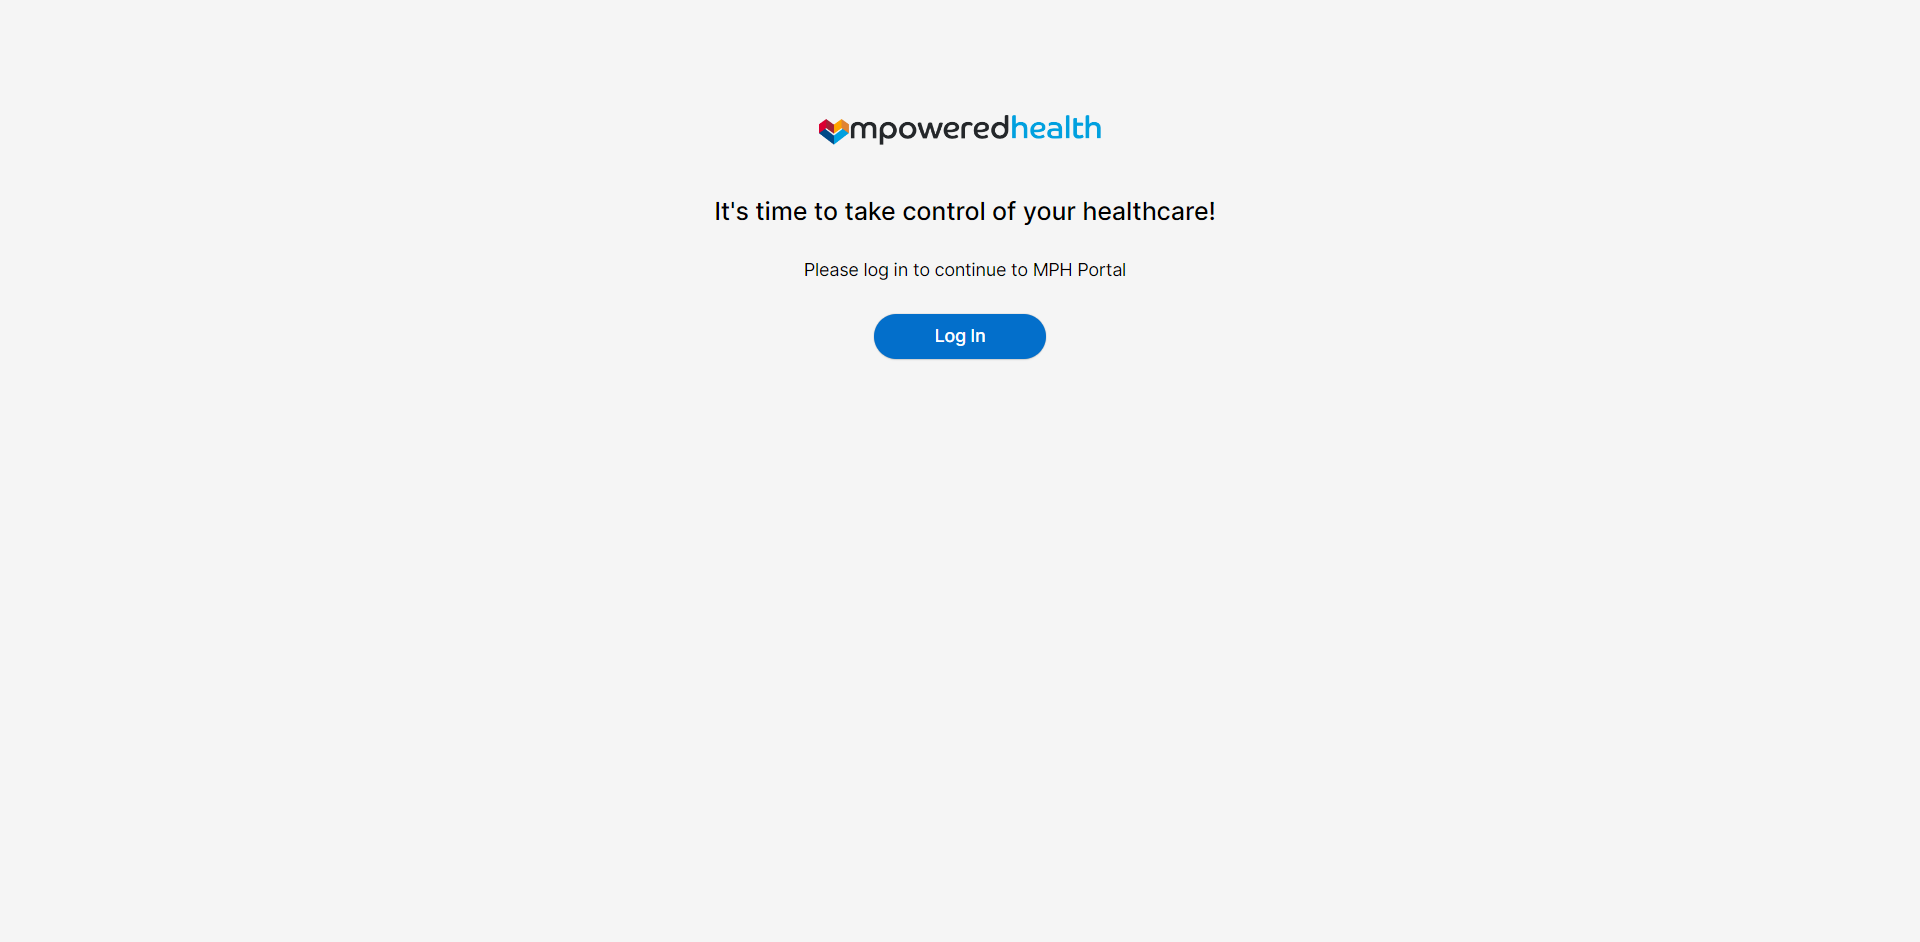 mpoweredhealth
It's time to take control of your healthcare!
Please log in to continue to MPH Portal
Log In